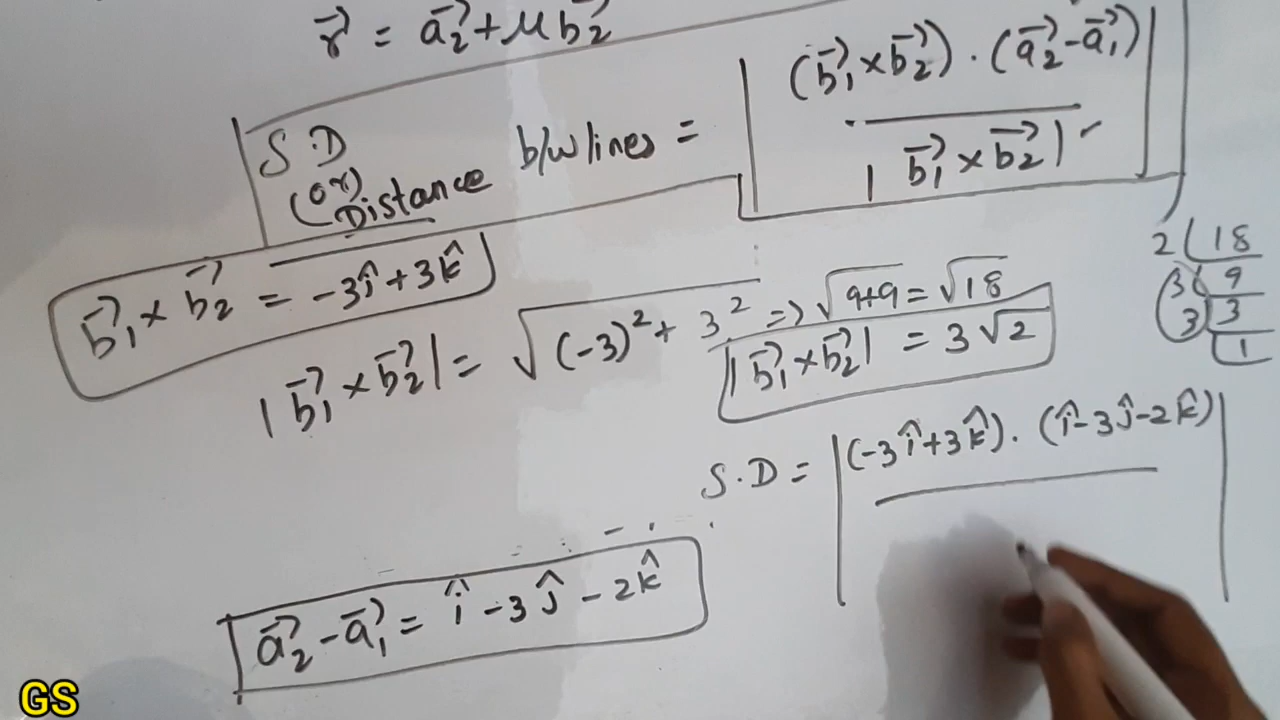 r⃗ = a⃗₂ + μ b⃗₂
S.D
(or)
Distance b/w lines = | (b⃗₁ × b⃗₂) · (a⃗₂ - a⃗₁) / |b⃗₁ × b⃗₂| |
b⃗₁ × b⃗₂ = -3î + 3k̂
|b⃗₁ × b⃗₂| = √((-3)² + 3²) => √(9+9) = √18
|b⃗₁ × b⃗₂| = 3√2
2 | 18
3 | 9
3 | 3
1
S.D = | (-3î + 3k̂) · (î - 3ĵ - 2k̂)
a⃗₂ - a⃗₁ = î - 3ĵ - 2k̂
GS